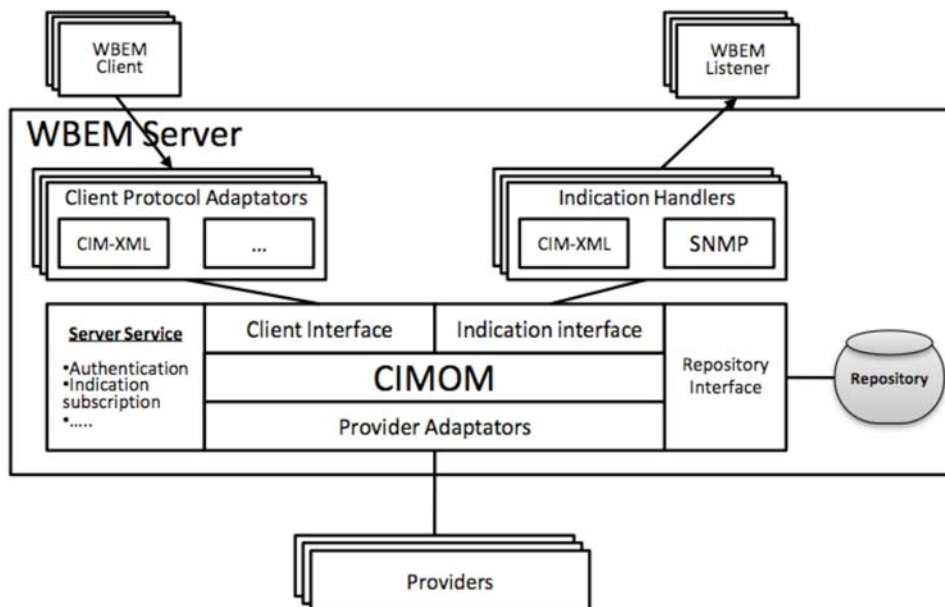 WBEM
Client
WBEM
Listener
WBEM Server
Client Protocol Adaptators
CIM-XML
...
Indication Handlers
CIM-XML
SNMP
Server Service
•Authentication
•Indication
subscription
•.....
Client Interface
Indication interface
CIMOM
Provider Adaptators
Repository
Interface
Repository
Providers